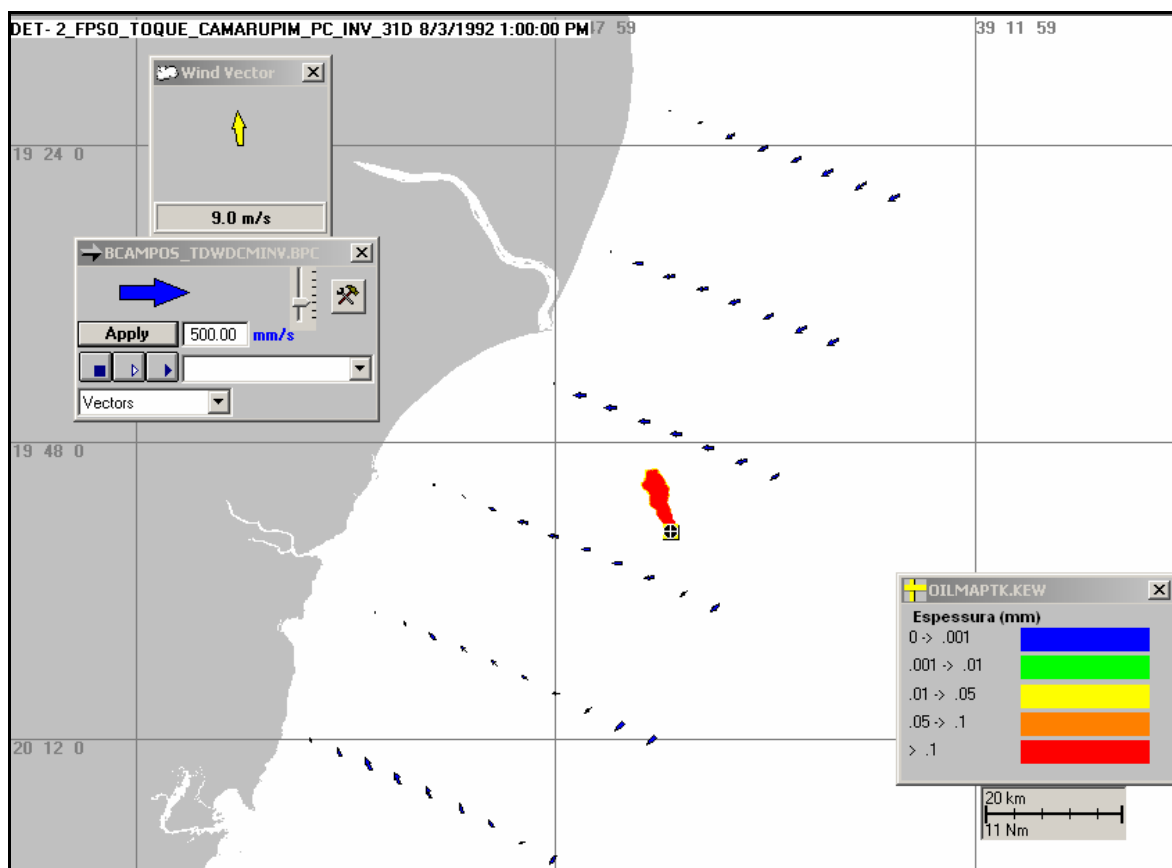 DET- 2_FPSO_TOQUE_CAMARUPIM_PC_INV_31D 8/3/1992 1:00:00 PM
47 59
39 11 59
Wind Vector
9.0 m/s
19 24 0
BCAMPOS_TDWDCMINV.BPC
Apply
500.00
mm/s
Vectors
19 48 0
20 12 0
OILMAPTK.KEW
Espessura (mm)
0 -> .001
.001 -> .01
.01 -> .05
.05 -> .1
> .1
20 km
11 Nm